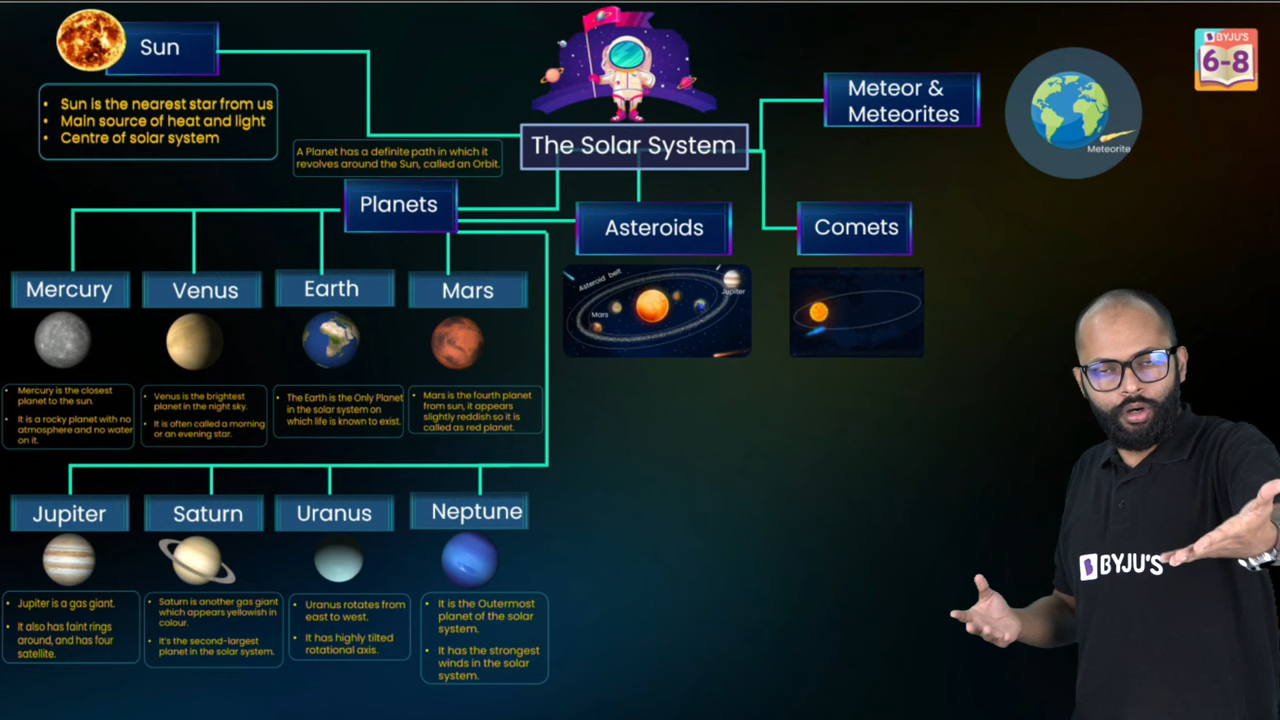 Sun
Sun is the nearest star from us
Main source of heat and light
Centre of solar system
A Planet has a definite path in which it
revolves around the Sun, called an Orbit.
The Solar System
Meteor &
Meteorites
Meteorite
BYJU'S
6-8
Planets
Asteroids
Comets
Asteroid belt
Jupiter
Mars
Mercury
Venus
Earth
Mars
Mercury is the closest
planet to the sun.
It is a rocky planet with no
atmosphere and no water
on it.
Venus is the brightest
planet in the night sky.
It is often called a morning
or an evening star.
The Earth is the Only Planet
in the solar system on
which life is known to exist.
Mars is the fourth planet
from sun, it appears
slightly reddish so it is
called as red planet.
Jupiter
Saturn
Uranus
Neptune
Jupiter is a gas giant.
It also has faint rings
around, and has four
satellite.
Saturn is another gas giant
which appears yellowish in
colour.
It's the second-largest
planet in the solar system.
Uranus rotates from
east to west.
It has highly tilted
rotational axis.
It is the Outermost
planet of the solar
system.
It has the strongest
winds in the solar
system.
BYJU'S